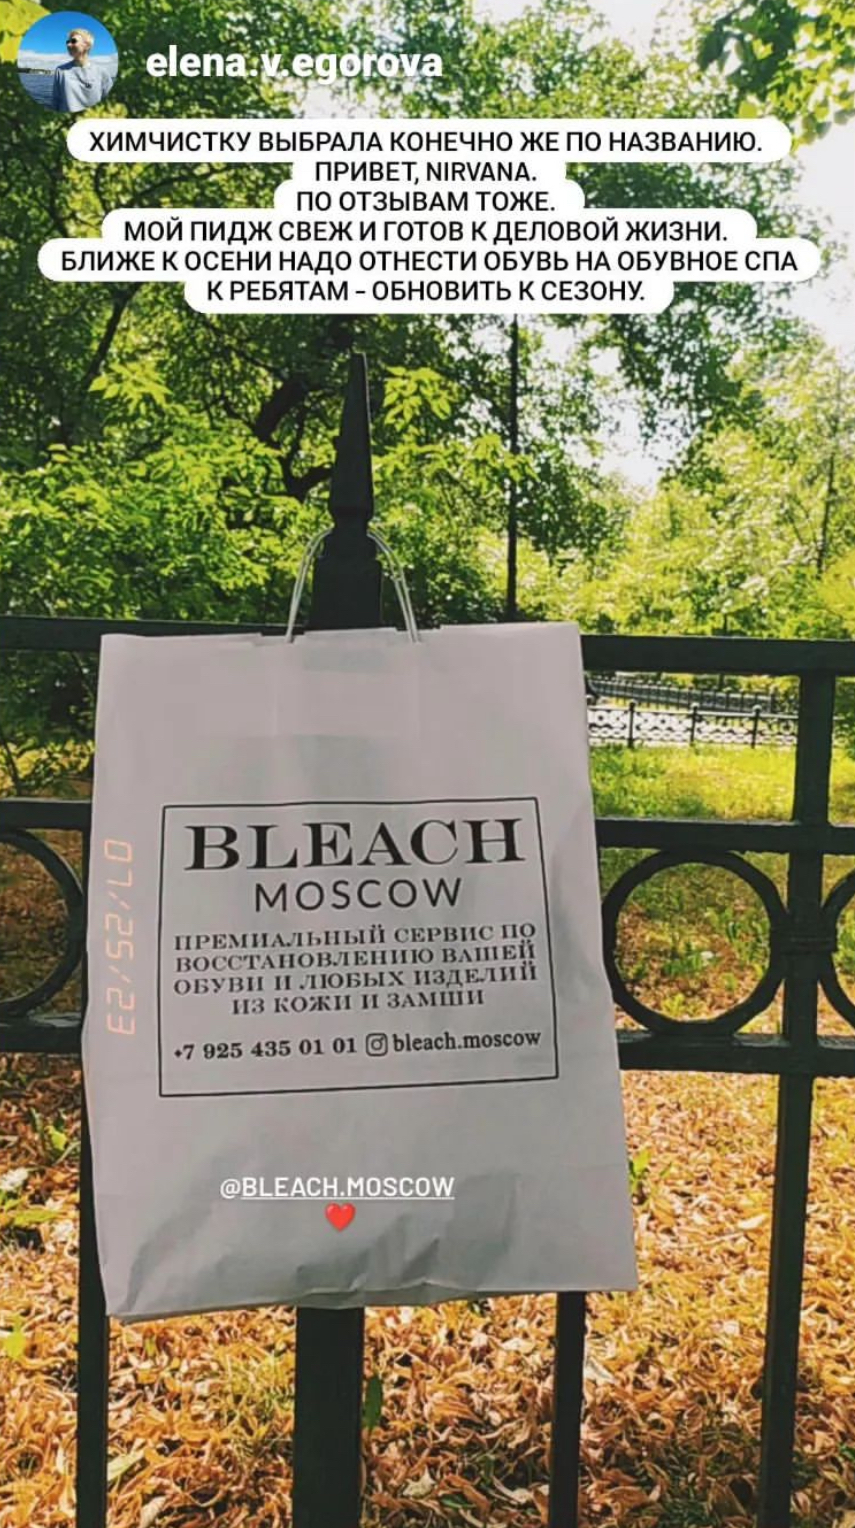 elena.v.egorova
ХИМЧИСТКУ ВЫБРАЛА КОНЕЧНО ЖЕ ПО НАЗВАНИЮ.
ПРИВЕТ, NIRVANA.
ПО ОТЗЫВАМ ТОЖЕ.
МОЙ ПИДЖ СВЕЖ И ГОТОВ К ДЕЛОВОЙ ЖИЗНИ.
БЛИЖЕ К ОСЕНИ НАДО ОТНЕСТИ ОБУВЬ НА ОБУВНОЕ СПА
К РЕБЯТАМ – ОБНОВИТЬ К СЕЗОНУ.
BLEACH
MOSCOW
ПРЕМИАЛЬНЫЙ СЕРВИС ПО
ВОССТАНОВЛЕНИЮ ВАШЕЙ
ОБУВИ И ЛЮБЫХ ИЗДЕЛИЙ
ИЗ КОЖИ И ЗАМШИ
+7 925 435 01 01 bleach.moscow
07/25/23
@BLEACH.MOSCOW